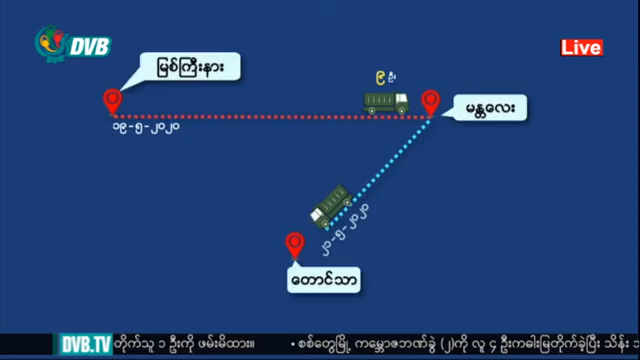 DVB
Live
မြစ်ကြီးနား
၉ ဦး
မန္တလေး
၁၉-၅-၂၀၂၀
၂၁-၅-၂၀၂၀
တောင်သာ
DVB.TV တိုက်သူ ၁ ဦးကို ဖမ်းမိထား။ • စစ်တွေမြို့ ကမ္ဘောဇဘဏ်ခွဲ (၂)ကို လူ ၄ ဦးကဓါးမြတိုက်ခဲ့ပြီး သိန်း